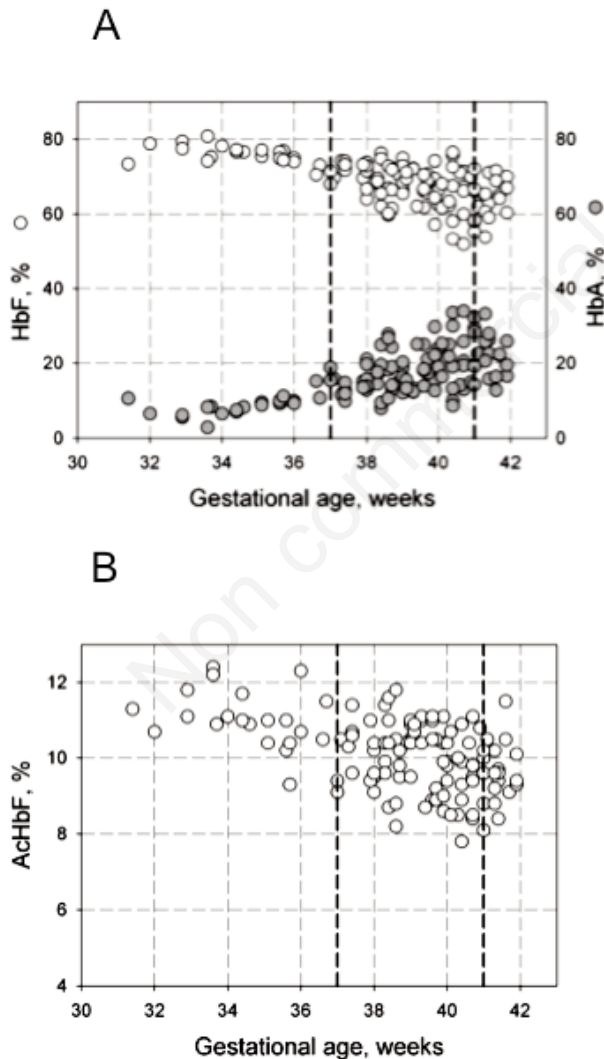 A
80
60
40
20
0
HbF, %
80
60
40
20
0
HbA, %
30 32 34 36 38 40 42
Gestational age, weeks
Non commercial
B
12
10
8
6
4
AcHbF, %
30 32 34 36 38 40 42
Gestational age, weeks